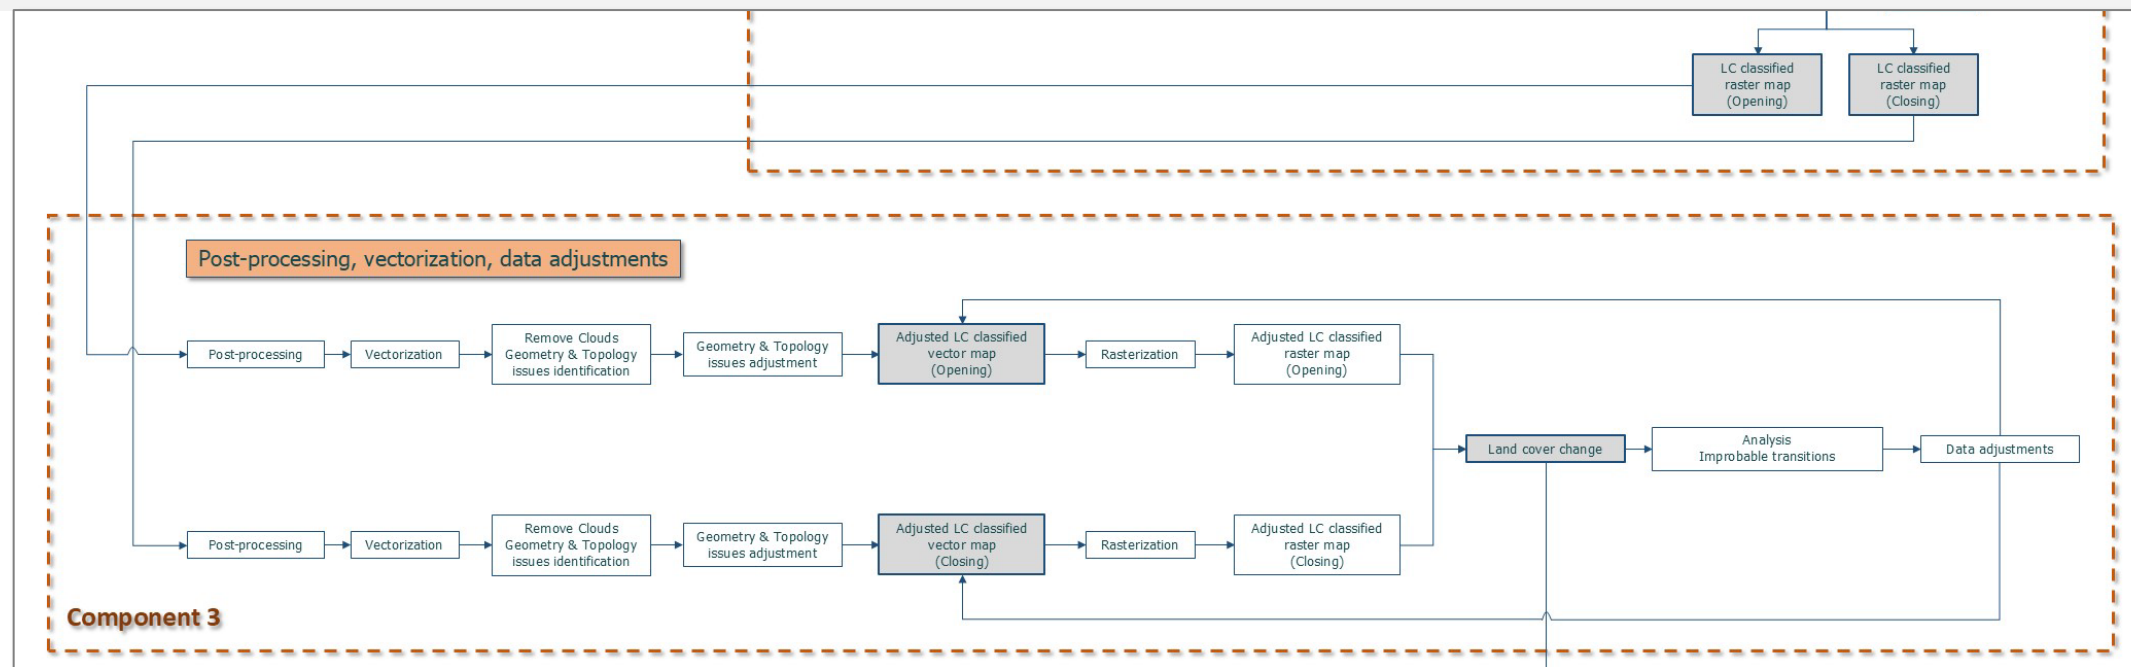 LC classified
raster map
(Opening)
LC classified
raster map
(Closing)
Post-processing, vectorization, data adjustments
Post-processing
Vectorization
Remove Clouds
Geometry & Topology
issues identification
Geometry & Topology
issues adjustment
Adjusted LC classified
vector map
(Opening)
Rasterization
Adjusted LC classified
raster map
(Opening)
Land cover change
Analysis
Improbable transitions
Data adjustments
Post-processing
Vectorization
Remove Clouds
Geometry & Topology
issues identification
Geometry & Topology
issues adjustment
Adjusted LC classified
vector map
(Closing)
Rasterization
Adjusted LC classified
raster map
(Closing)
Component 3